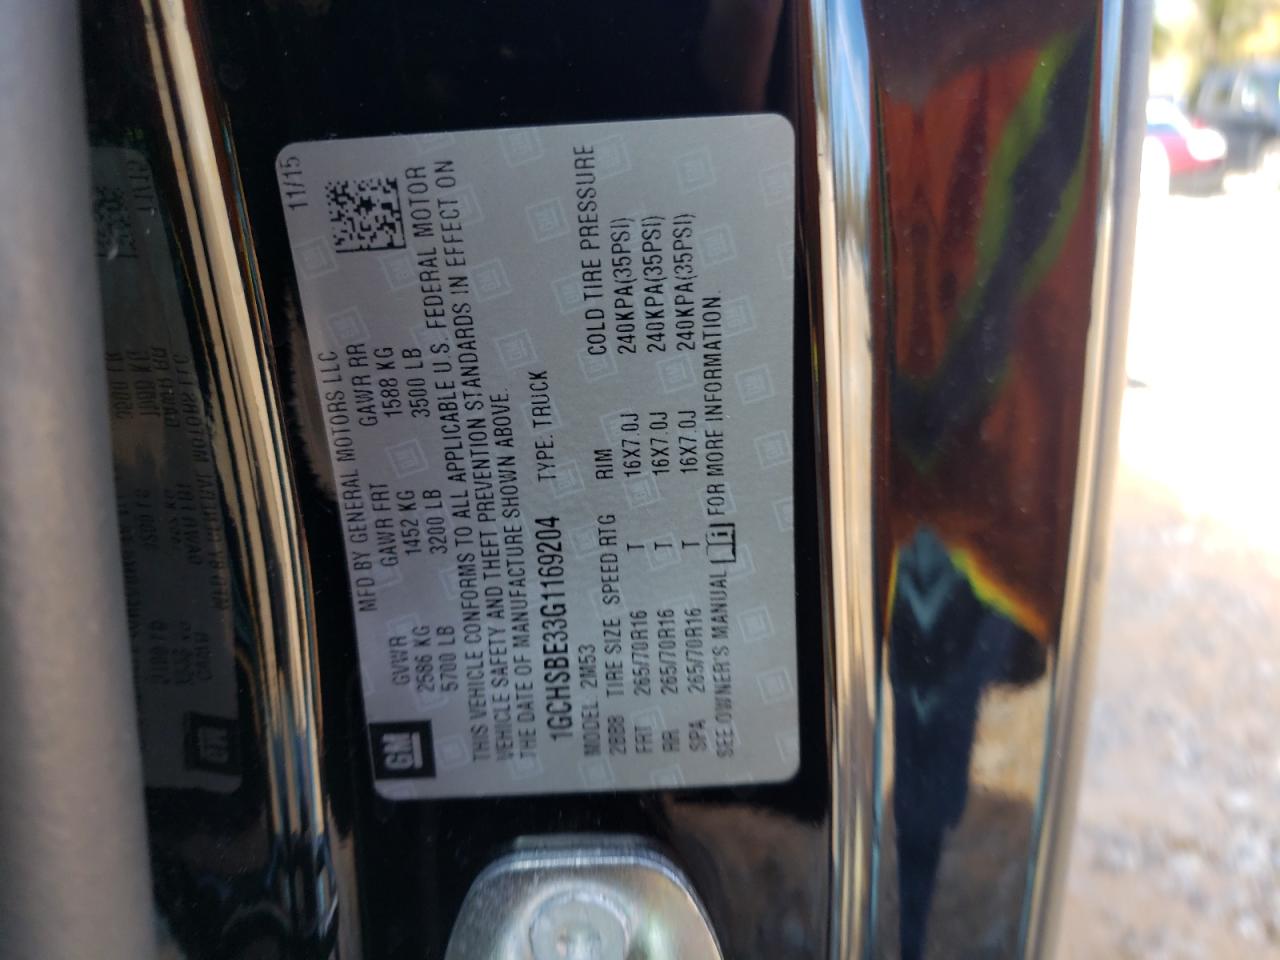 GM
MFD BY GENERAL MOTORS LLC
11/15
GVWR GAWR FRT GAWR RR
2586 KG 1452 KG 1588 KG
5700 LB 3200 LB 3500 LB
THIS VEHICLE CONFORMS TO ALL APPLICABLE U.S. FEDERAL MOTOR
VEHICLE SAFETY AND THEFT PREVENTION STANDARDS IN EFFECT ON
THE DATE OF MANUFACTURE SHOWN ABOVE.
1GCHSBE33G1169204 TYPE: TRUCK
MODEL: 2M53
2BB8 TIRE SIZE SPEED RTG RIM COLD TIRE PRESSURE
FRT 265/70R16 T 16X7.0J 240KPA(35PSI)
RR 265/70R16 T 16X7.0J 240KPA(35PSI)
SPA 265/70R16 T 16X7.0J 240KPA(35PSI)
SEE OWNER'S MANUAL i FOR MORE INFORMATION.